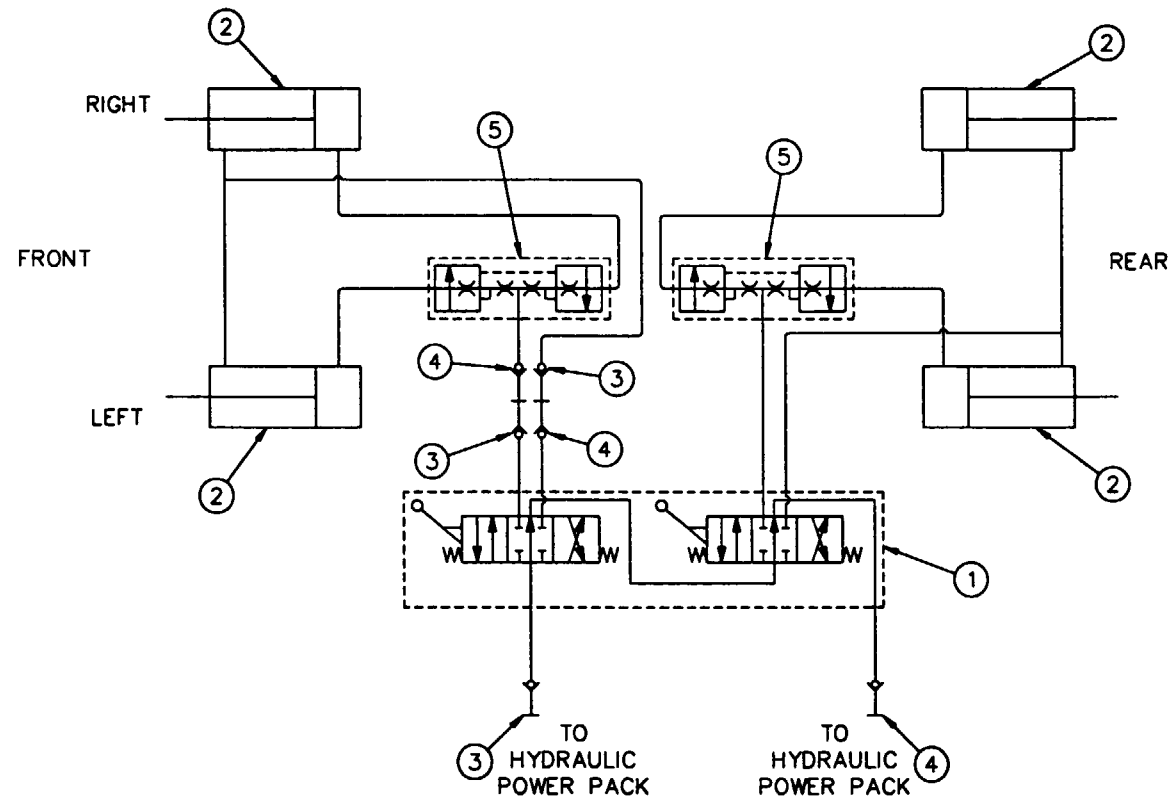 2
2
RIGHT
5
5
FRONT
REAR
4
3
LEFT
3
4
2
2
1
TO
HYDRAULIC
POWER PACK
3
TO
HYDRAULIC
POWER PACK
4